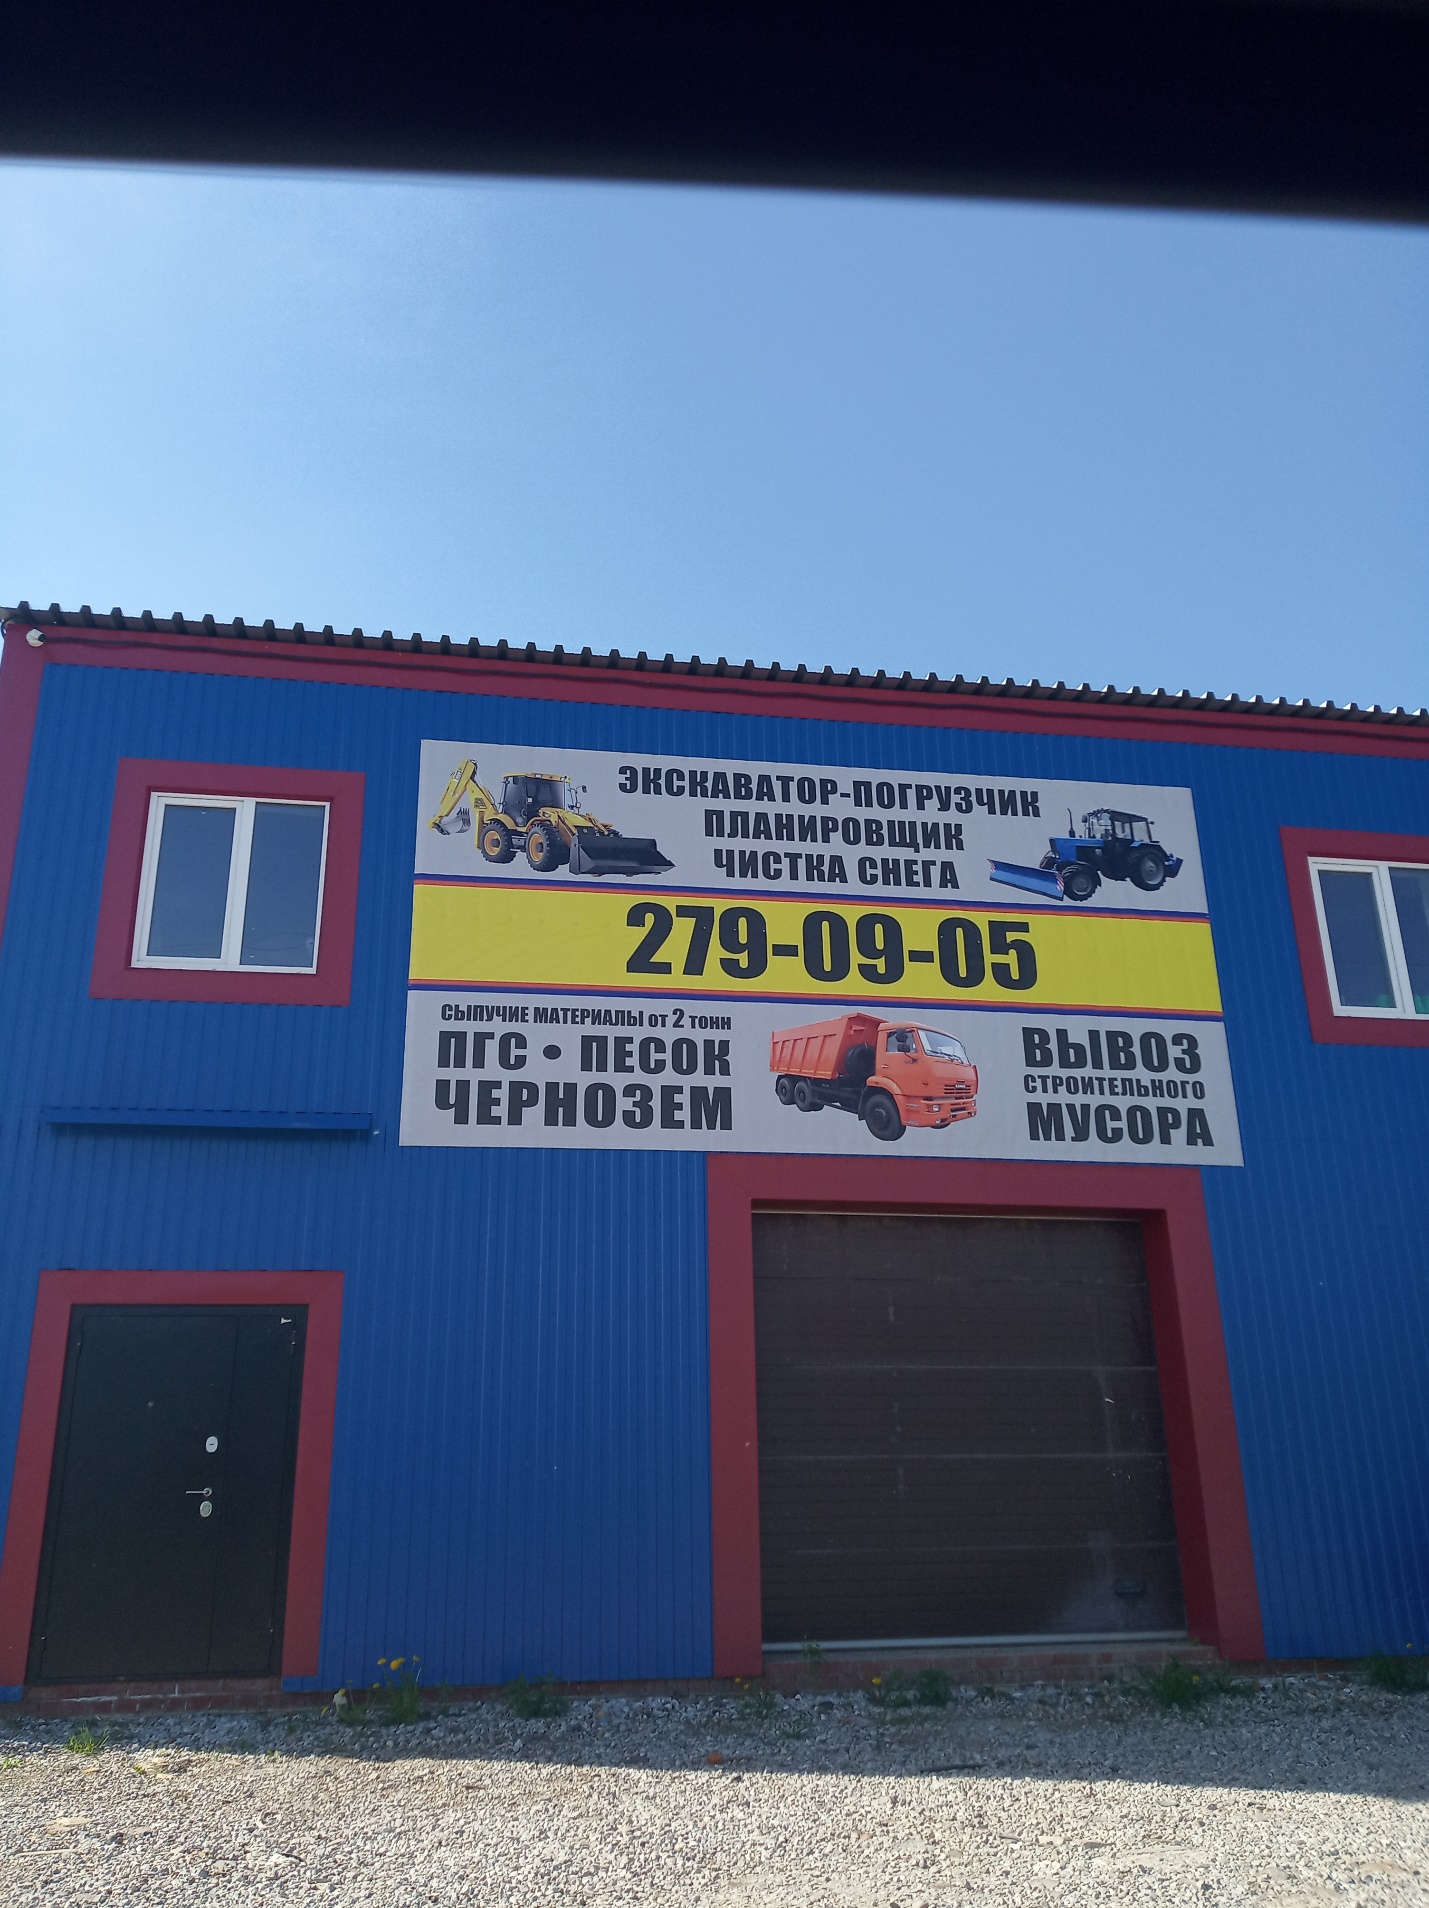 ЭКСКАВАТОР-ПОГРУЗЧИК
ПЛАНИРОВЩИК
ЧИСТКА СНЕГА
279-09-05
СЫПУЧИЕ МАТЕРИАЛЫ от 2 тонн
ПГС • ПЕСОК
ЧЕРНОЗЕМ
ВЫВОЗ
СТРОИТЕЛЬНОГО
МУСОРА